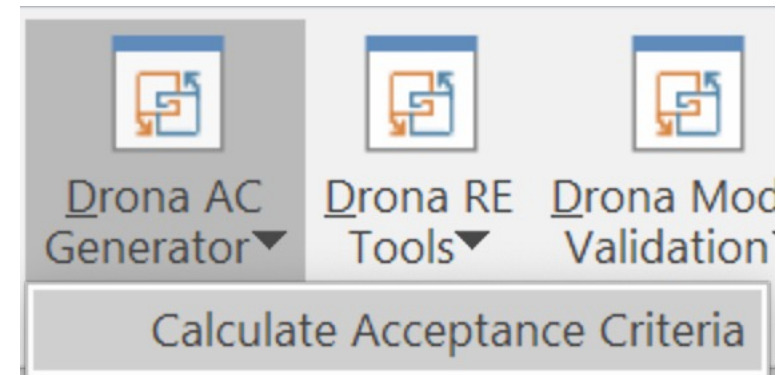 Drona AC
Generator
Drona RE
Tools
Drona Mod
Validation
Calculate Acceptance Criteria